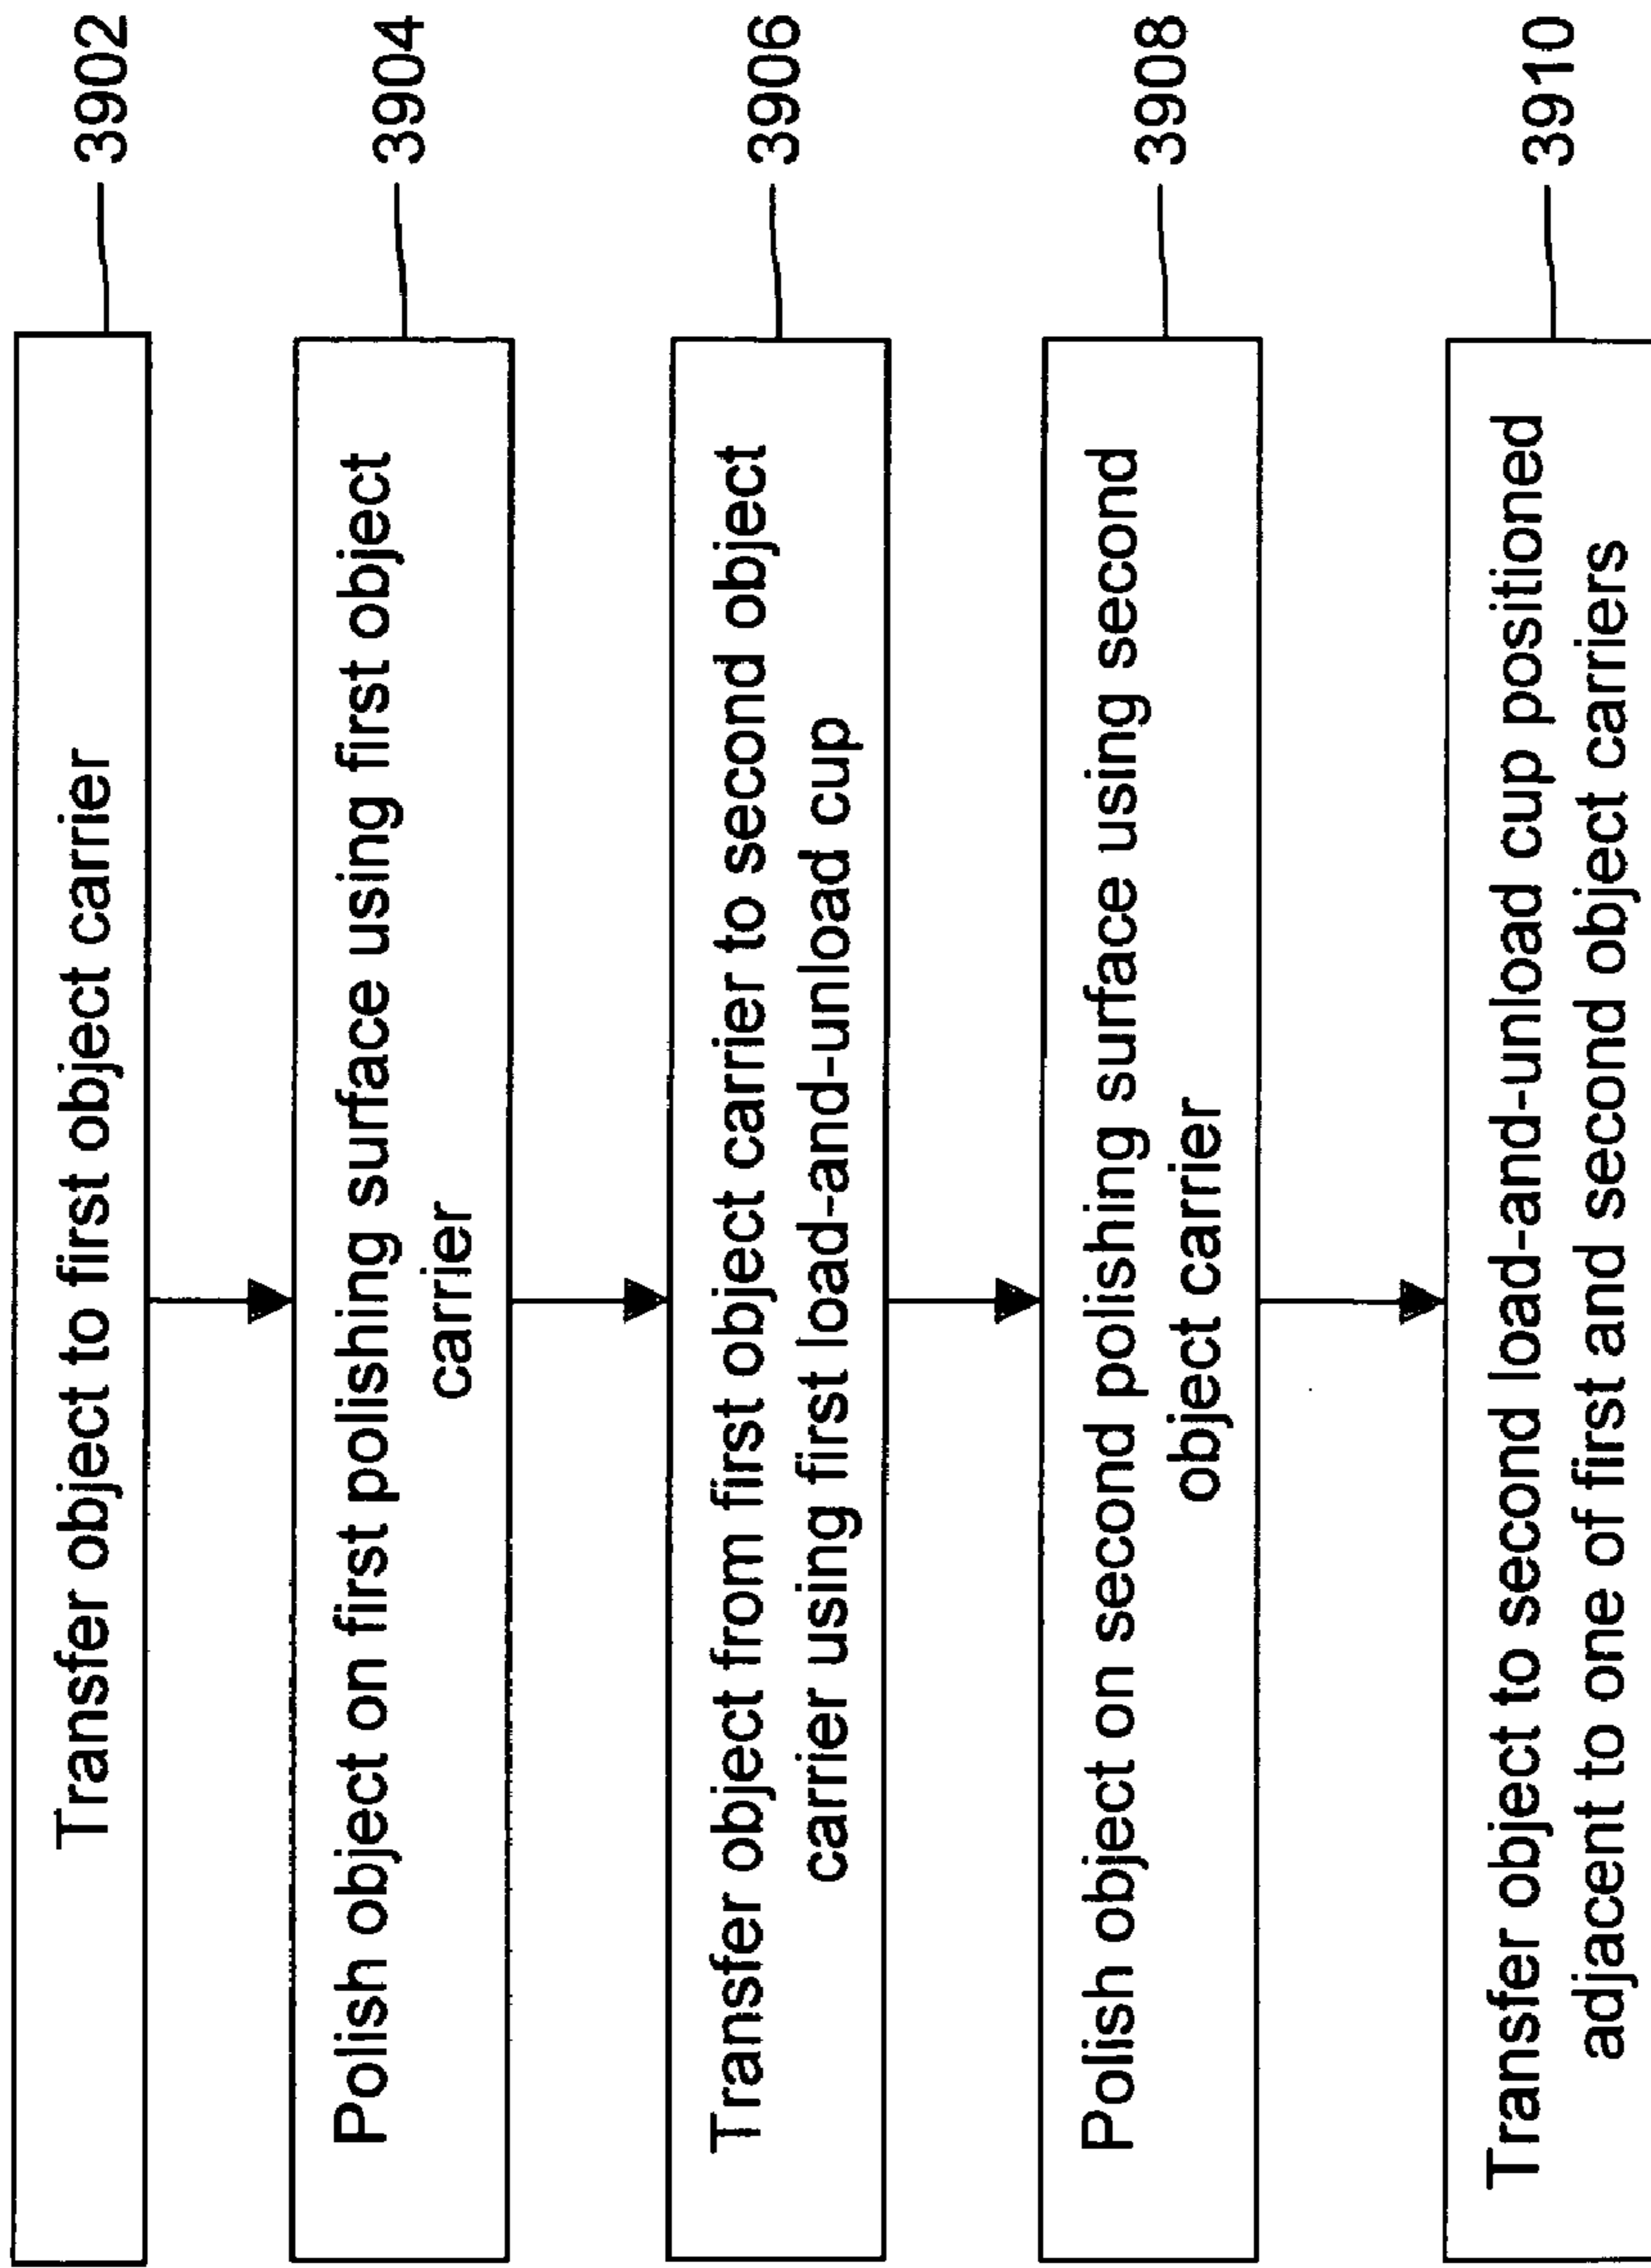 Transfer object to first object carrier
3902
Polish object on first polishing surface using first object
carrier
3904
Transfer object from first object carrier to second object
carrier using first load-and-unload cup
3906
Polish object on second polishing surface using second
object carrier
3908
Transfer object to second load-and-unload cup positioned
adjacent to one of first and second object carriers
3910